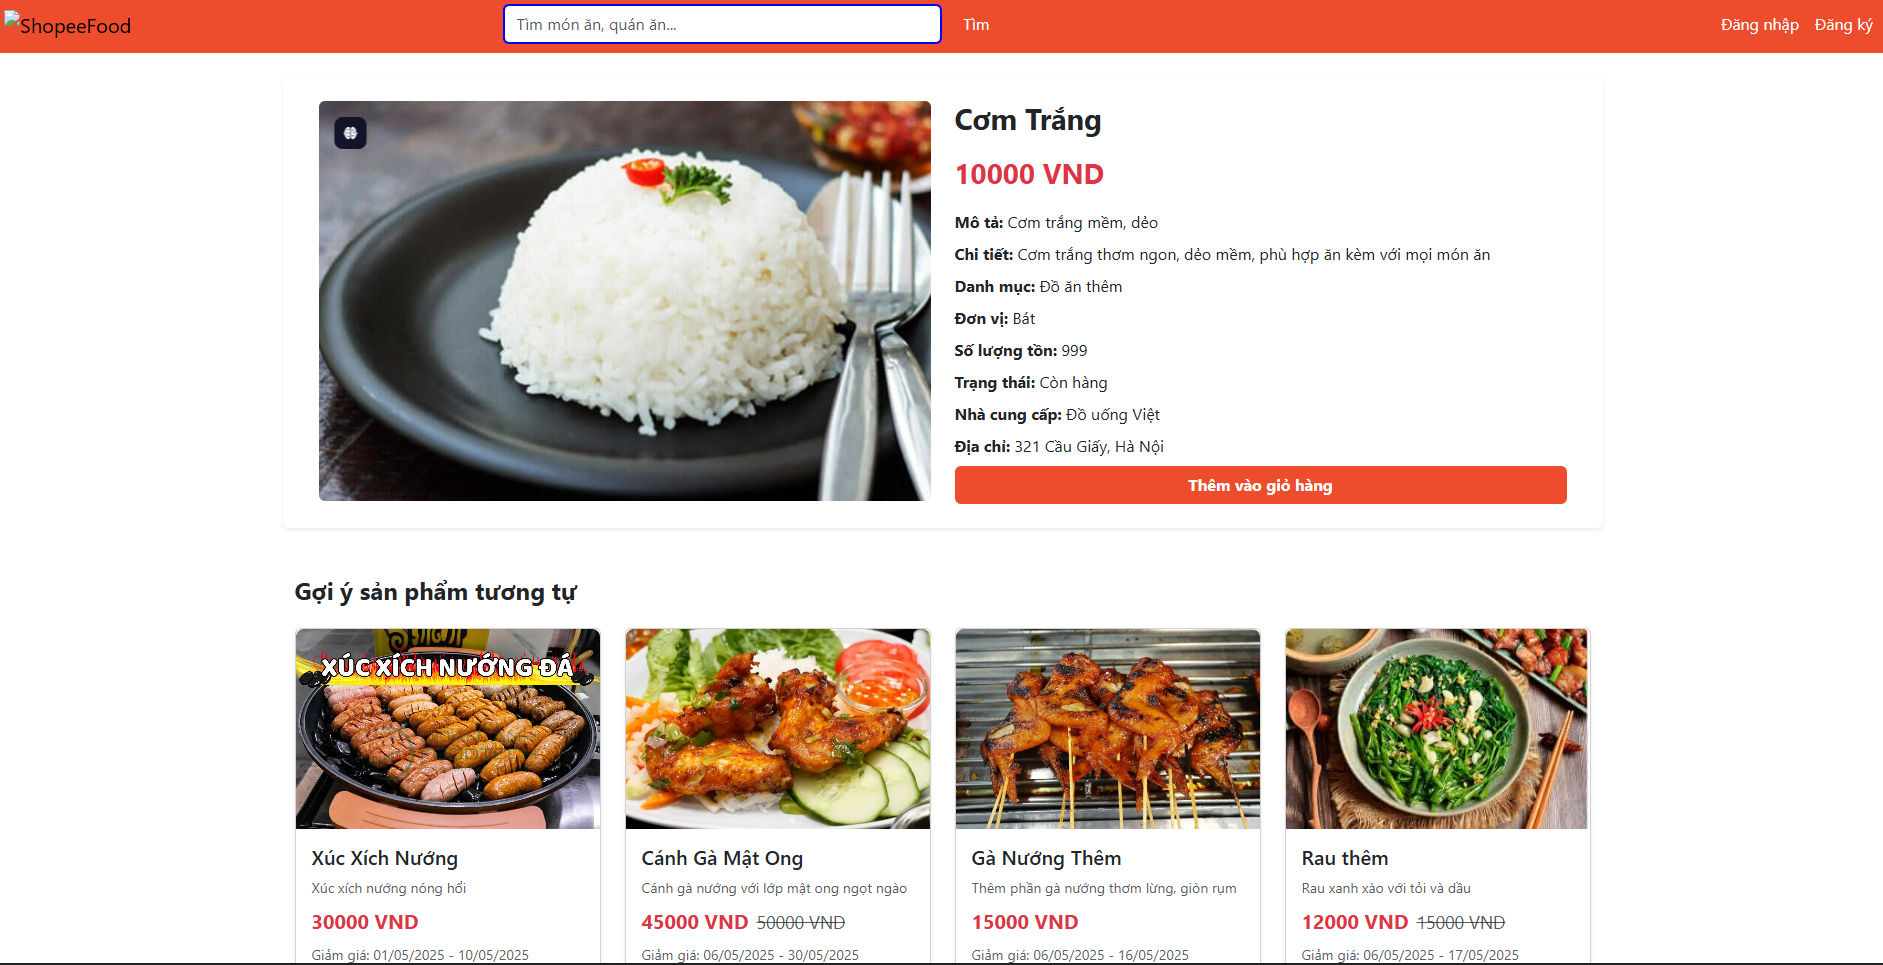 ShopeeFood
Tìm món ăn, quán ăn...
Tìm
Đăng nhập
Đăng ký
Cơm Trắng
10000 VND
Mô tả: Cơm trắng mềm, dẻo
Chi tiết: Cơm trắng thơm ngon, dẻo mềm, phù hợp ăn kèm với mọi món ăn
Danh mục: Đồ ăn thêm
Đơn vị: Bát
Số lượng tồn: 999
Trạng thái: Còn hàng
Nhà cung cấp: Đồ uống Việt
Địa chỉ: 321 Cầu Giấy, Hà Nội
Thêm vào giỏ hàng
Gợi ý sản phẩm tương tự
XÚC XÍCH NƯỚNG ĐÁ
Xúc Xích Nướng
Xúc xích nướng nóng hổi
30000 VND
Giảm giá: 01/05/2025 - 10/05/2025
Cánh Gà Mật Ong
Cánh gà nướng với lớp mật ong ngọt ngào
45000 VND 50000 VND
Giảm giá: 06/05/2025 - 30/05/2025
Gà Nướng Thêm
Thêm phần gà nướng thơm lừng, giòn rụm
15000 VND
Giảm giá: 06/05/2025 - 16/05/2025
Rau thêm
Rau xanh xào với tỏi và dầu
12000 VND 15000 VND
Giảm giá: 06/05/2025 - 17/05/2025